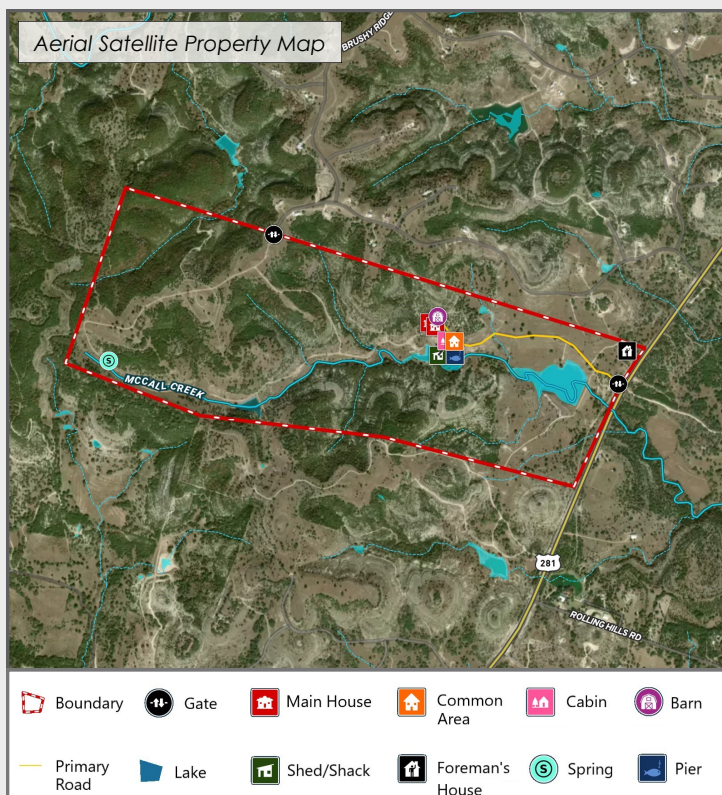 Aerial Satellite Property Map
BRUSHY RIDGE
S
MCCALL CREEK
281
ROLLING HILLS RD
Boundary
Gate
Main House
Common
Area
Cabin
Barn
Primary
Road
Lake
Shed/Shack
Foreman's
House
S
Spring
Pier